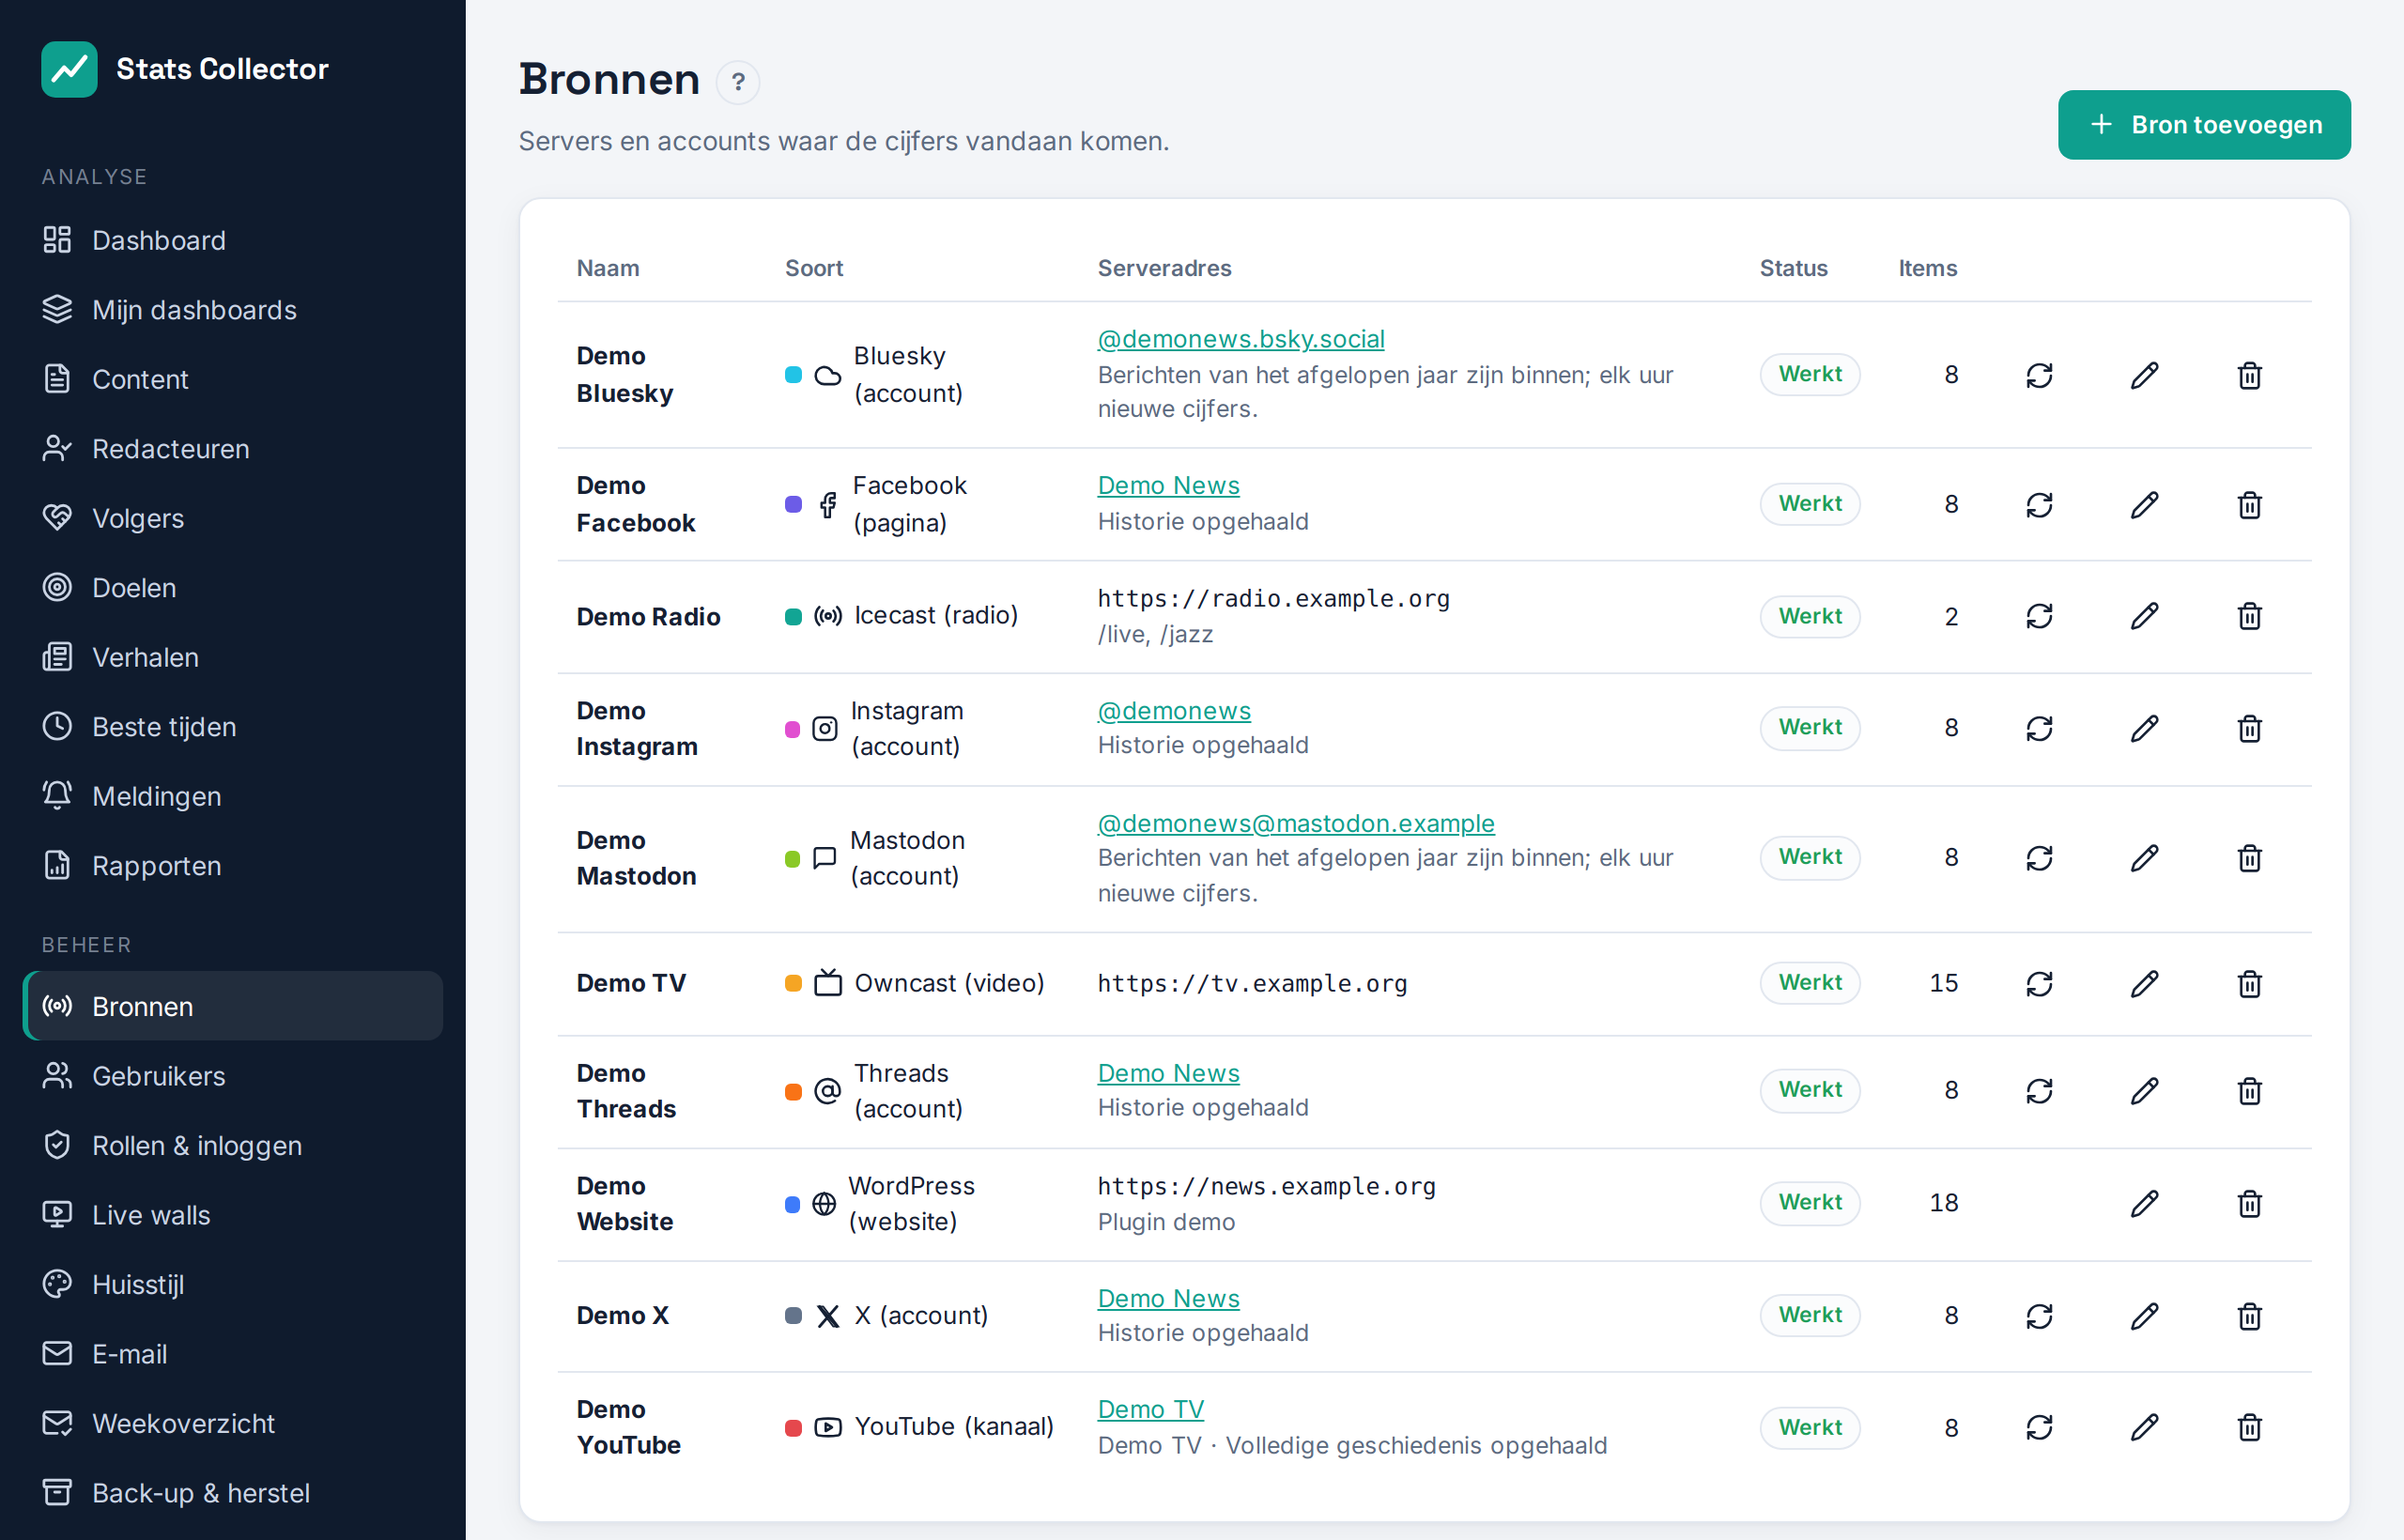 Stats Collector
ANALYSE
Dashboard
Mijn dashboards
Content
Redacteuren
Volgers
Doelen
Verhalen
Beste tijden
Meldingen
Rapporten
BEHEER
Bronnen
Gebruikers
Rollen & inloggen
Live walls
Huisstijl
E-mail
Weekoverzicht
Back-up & herstel
Bronnen ?
Servers en accounts waar de cijfers vandaan komen.
Bron toevoegen
Naam Soort Serveradres Status Items
Demo Bluesky
Bluesky (account)
@demonews.bsky.social
Berichten van het afgelopen jaar zijn binnen; elk uur
nieuwe cijfers.
Werkt 8
Demo Facebook
Facebook (pagina)
Demo News
Historie opgehaald
Werkt 8
Demo Radio
Icecast (radio)
https://radio.example.org
/live, /jazz
Werkt 2
Demo Instagram
Instagram (account)
@demonews
Historie opgehaald
Werkt 8
Demo Mastodon
Mastodon (account)
@demonews@mastodon.example
Berichten van het afgelopen jaar zijn binnen; elk uur
nieuwe cijfers.
Werkt 8
Demo TV
Owncast (video)
https://tv.example.org
Werkt 15
Demo Threads
Threads (account)
Demo News
Historie opgehaald
Werkt 8
Demo Website
WordPress (website)
https://news.example.org
Plugin demo
Werkt 18
Demo X
X (account)
Demo News
Historie opgehaald
Werkt 8
Demo YouTube
YouTube (kanaal)
Demo TV
Demo TV · Volledige geschiedenis opgehaald
Werkt 8